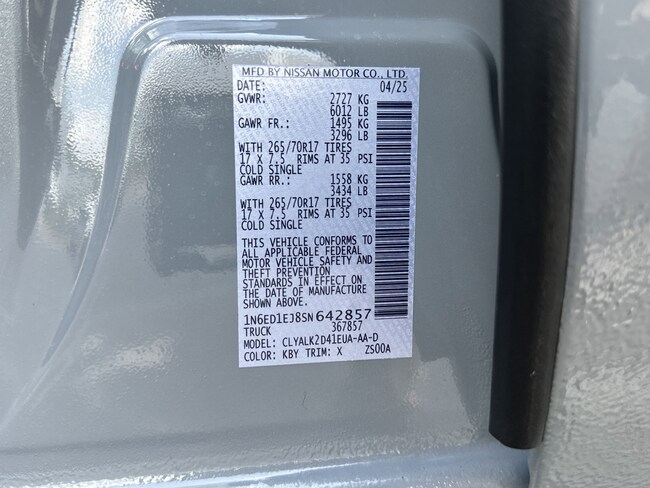 MFD BY NISSAN MOTOR CO., LTD.
DATE: 04/25
GVWR: 2727 KG
6012 LB
GAWR FR.: 1495 KG
3296 LB
WITH 265/70R17 TIRES
17 X 7.5 RIMS AT 35 PSI
COLD SINGLE
GAWR RR.: 1558 KG
3434 LB
WITH 265/70R17 TIRES
17 X 7.5 RIMS AT 35 PSI
COLD SINGLE
THIS VEHICLE CONFORMS TO
ALL APPLICABLE FEDERAL
MOTOR VEHICLE SAFETY AND
THEFT PREVENTION
STANDARDS IN EFFECT ON
THE DATE OF MANUFACTURE
SHOWN ABOVE.
1N6ED1EJ8SN642857
TRUCK 367857
MODEL: CLYALK2D41EUA-AA-D
COLOR: KBY TRIM: X ZS00A